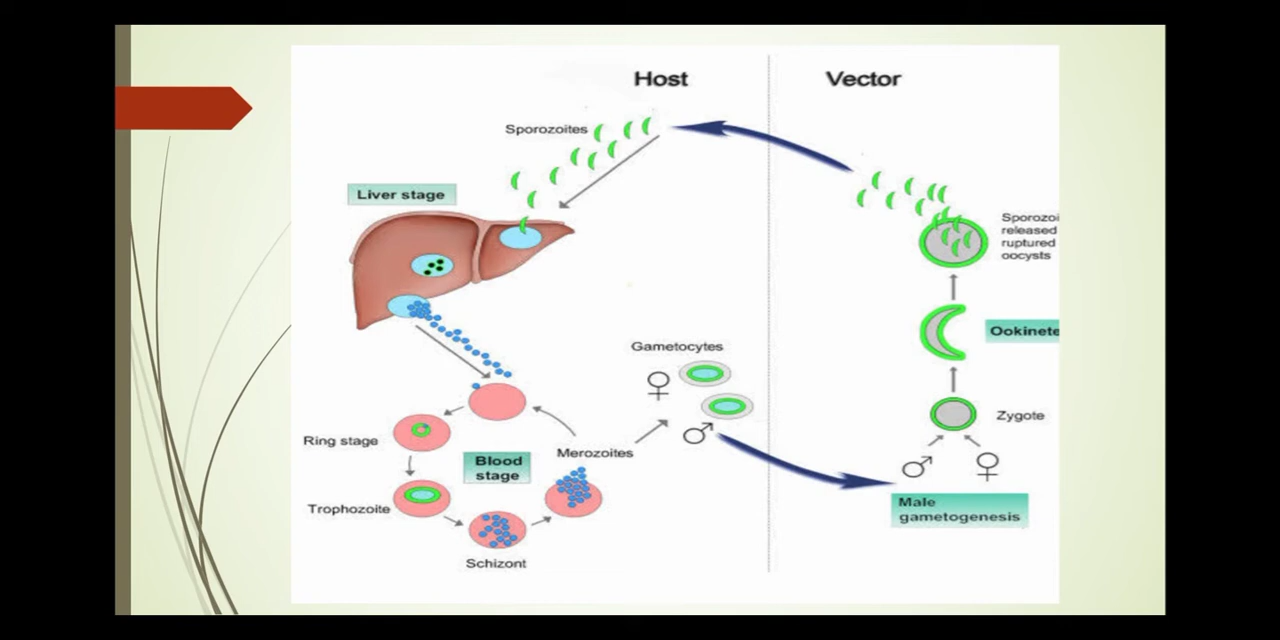 Host
Vector
Sporozoites
Liver stage
Sporozoi
released
ruptured
oocysts
Ookinete
Gametocytes
Zygote
Ring stage
Blood
stage
Merozoites
Trophozoite
Male
gametogenesis
Schizont